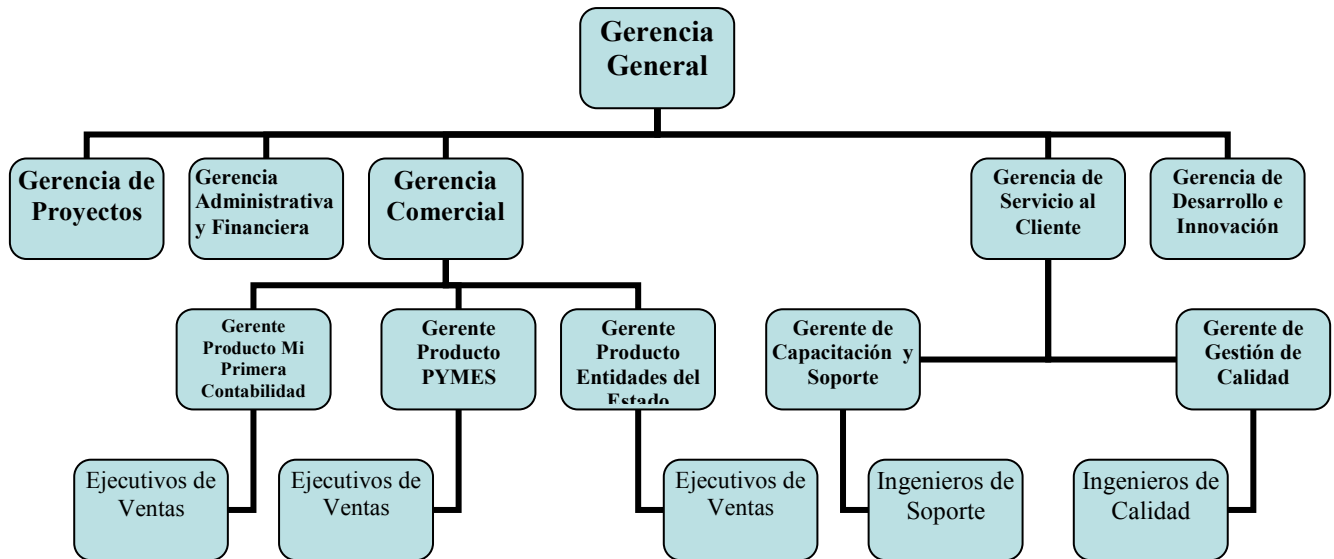 Gerencia
General
Gerencia de
Proyectos
Gerencia
Administrativa
y Financiera
Gerencia
Comercial
Gerencia de
Servicio al
Cliente
Gerencia de
Desarrollo e
Innovación
Gerente
Producto Mi
Primera
Contabilidad
Gerente
Producto
PYMES
Gerente
Producto
Entidades del
Estado
Gerente de
Capacitación y
Soporte
Gerente de
Gestión de
Calidad
Ejecutivos de
Ventas
Ejecutivos de
Ventas
Ejecutivos de
Ventas
Ingenieros de
Soporte
Ingenieros de
Calidad